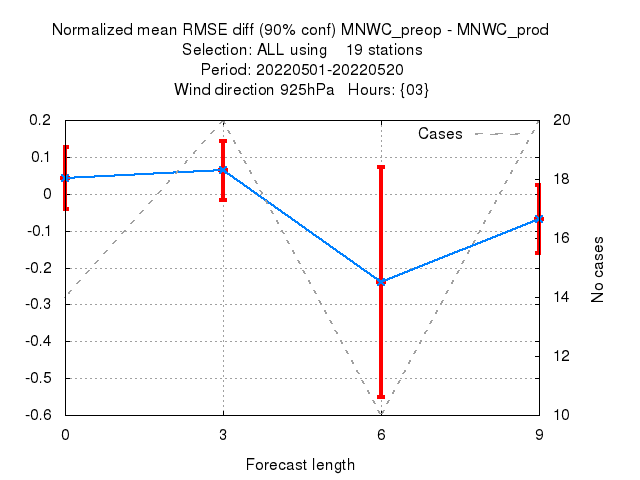 Normalized mean RMSE diff (90% conf) MNWC_preop - MNWC_prod
Selection: ALL using    19 stations
Period: 20220501-20220520
Wind direction 925hPa   Hours: {03}
Cases
0.2
0.1
0
-0.1
-0.2
-0.3
-0.4
-0.5
-0.6
20
18
16
14
12
10
No cases
0 3 6 9
Forecast length